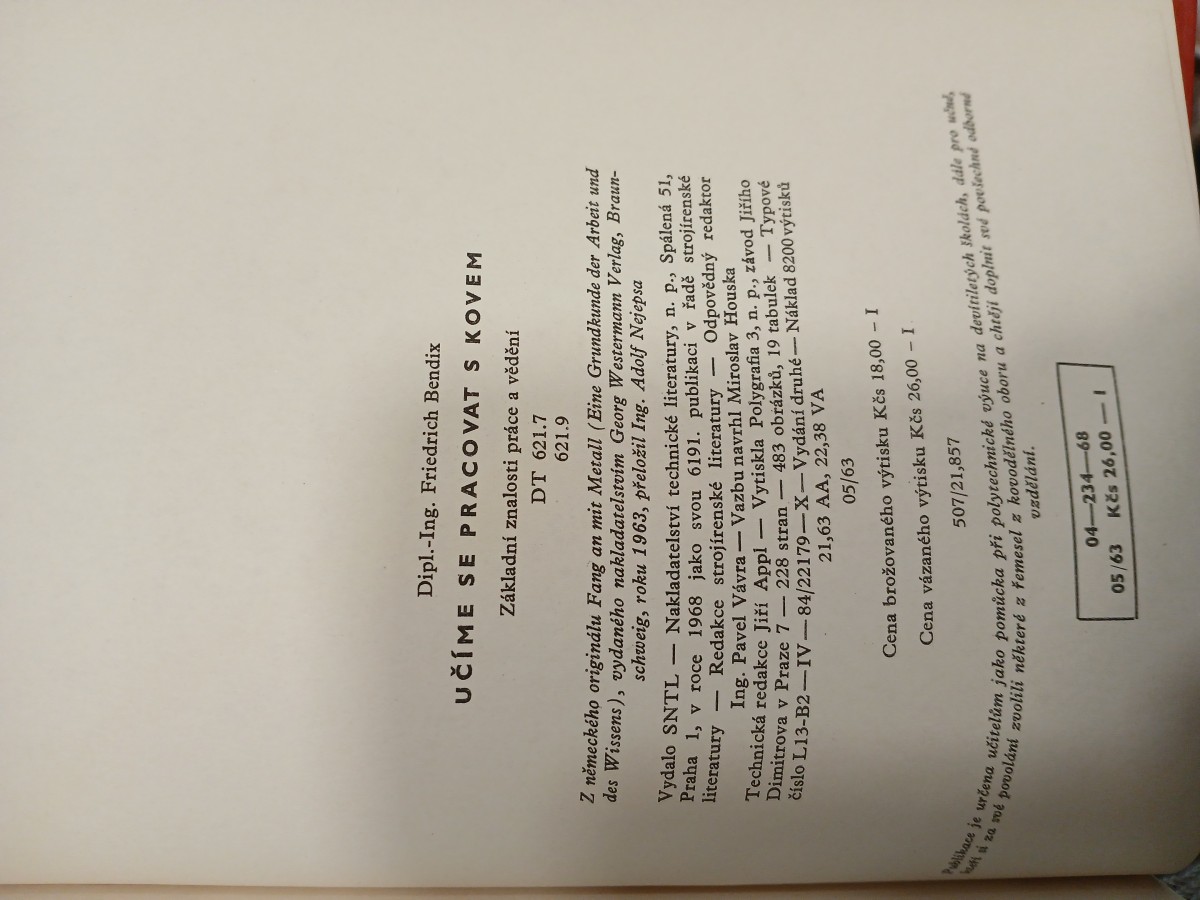 Dipl.-Ing. Friedrich Bendix
UČÍME SE PRACOVAT S KOVEM
Základní znalosti práce a vědění
DT 621.7
621.9
Z německého originálu Fang an mit Metall (Eine Grundkunde der Arbeit und
des Wissens), vydaného nakladatelstvím Georg Westermann Verlag, Braun-
schweig, roku 1963, přeložil Ing. Adolf Nejepsa
Vydalo SNTL — Nakladatelství technické literatury, n. p., Spálená 51,
Praha 1, v roce 1968 jako svou 6191. publikaci v řadě strojírenské
literatury — Redakce strojírenské literatury — Odpovědný redaktor
Ing. Pavel Vávra — Vazbu navrhl Miroslav Houska
Technická redakce Jiří Appl — Vytiskla Polygrafia 3, n. p., závod Jiřího
Dimitrova v Praze 7 — 228 stran — 483 obrázků, 19 tabulek — Typové
číslo L13-B2 — IV — 84/22179 — X — Vydání druhé — Náklad 8200 výtisků
21,63 AA, 22,38 VA
05/63
Cena brožovaného výtisku Kčs 18,00 – I
Cena vázaného výtisku Kčs 26,00 – I
507/21,857
Publikace je určena učitelům jako pomůcka při polytechnické výuce na devítiletých školách, dále pro učně,
kteří si za své povolání zvolili některé z řemesel z kovodělného oboru a chtějí doplnit své povšechné odborné
vzdělání.
04—234—68
05/63 Kčs 26,00 — I